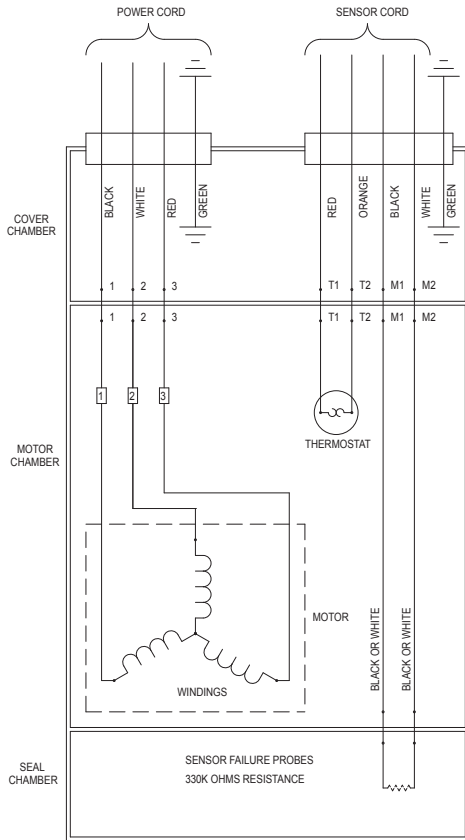 POWER CORD
SENSOR CORD
BLACK
WHITE
RED
GREEN
RED
ORANGE
BLACK
WHITE
GREEN
COVER
CHAMBER
1 2 3 T1 T2 M1 M2
1 2 3 T1 T2 M1 M2
1 2 3
THERMOSTAT
MOTOR
CHAMBER
MOTOR
WINDINGS
BLACK OR WHITE
BLACK OR WHITE
SEAL
CHAMBER
SENSOR FAILURE PROBES
330K OHMS RESISTANCE